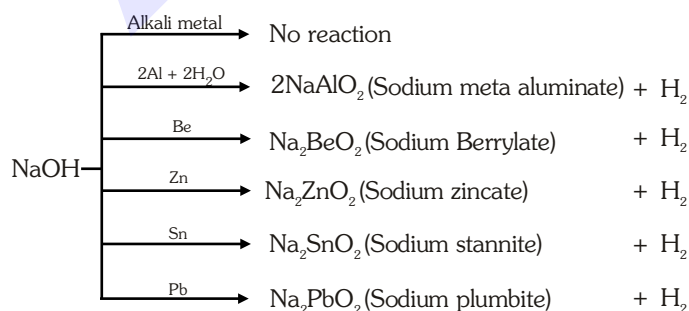 Alkali metal No reaction
2Al + 2H₂O 2NaAlO₂ (Sodium meta aluminate) + H₂
Be Na₂BeO₂ (Sodium Berrylate) + H₂
NaOH
Zn Na₂ZnO₂ (Sodium zincate) + H₂
Sn Na₂SnO₂ (Sodium stannite) + H₂
Pb Na₂PbO₂ (Sodium plumbite) + H₂